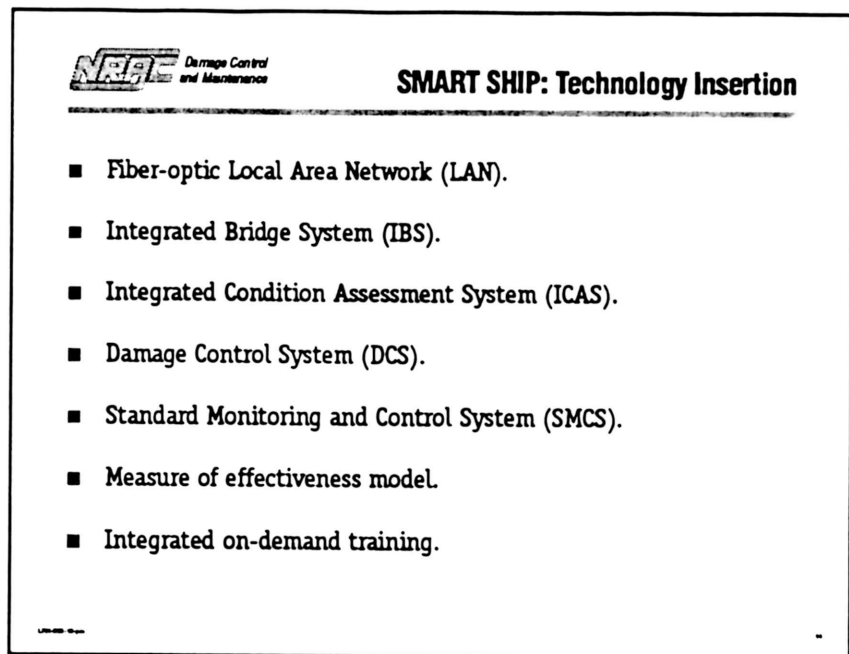 NRAC Damage Control
and Maintenance
SMART SHIP: Technology Insertion
■ Fiber-optic Local Area Network (LAN).
■ Integrated Bridge System (IBS).
■ Integrated Condition Assessment System (ICAS).
■ Damage Control System (DCS).
■ Standard Monitoring and Control System (SMCS).
■ Measure of effectiveness model.
■ Integrated on-demand training.